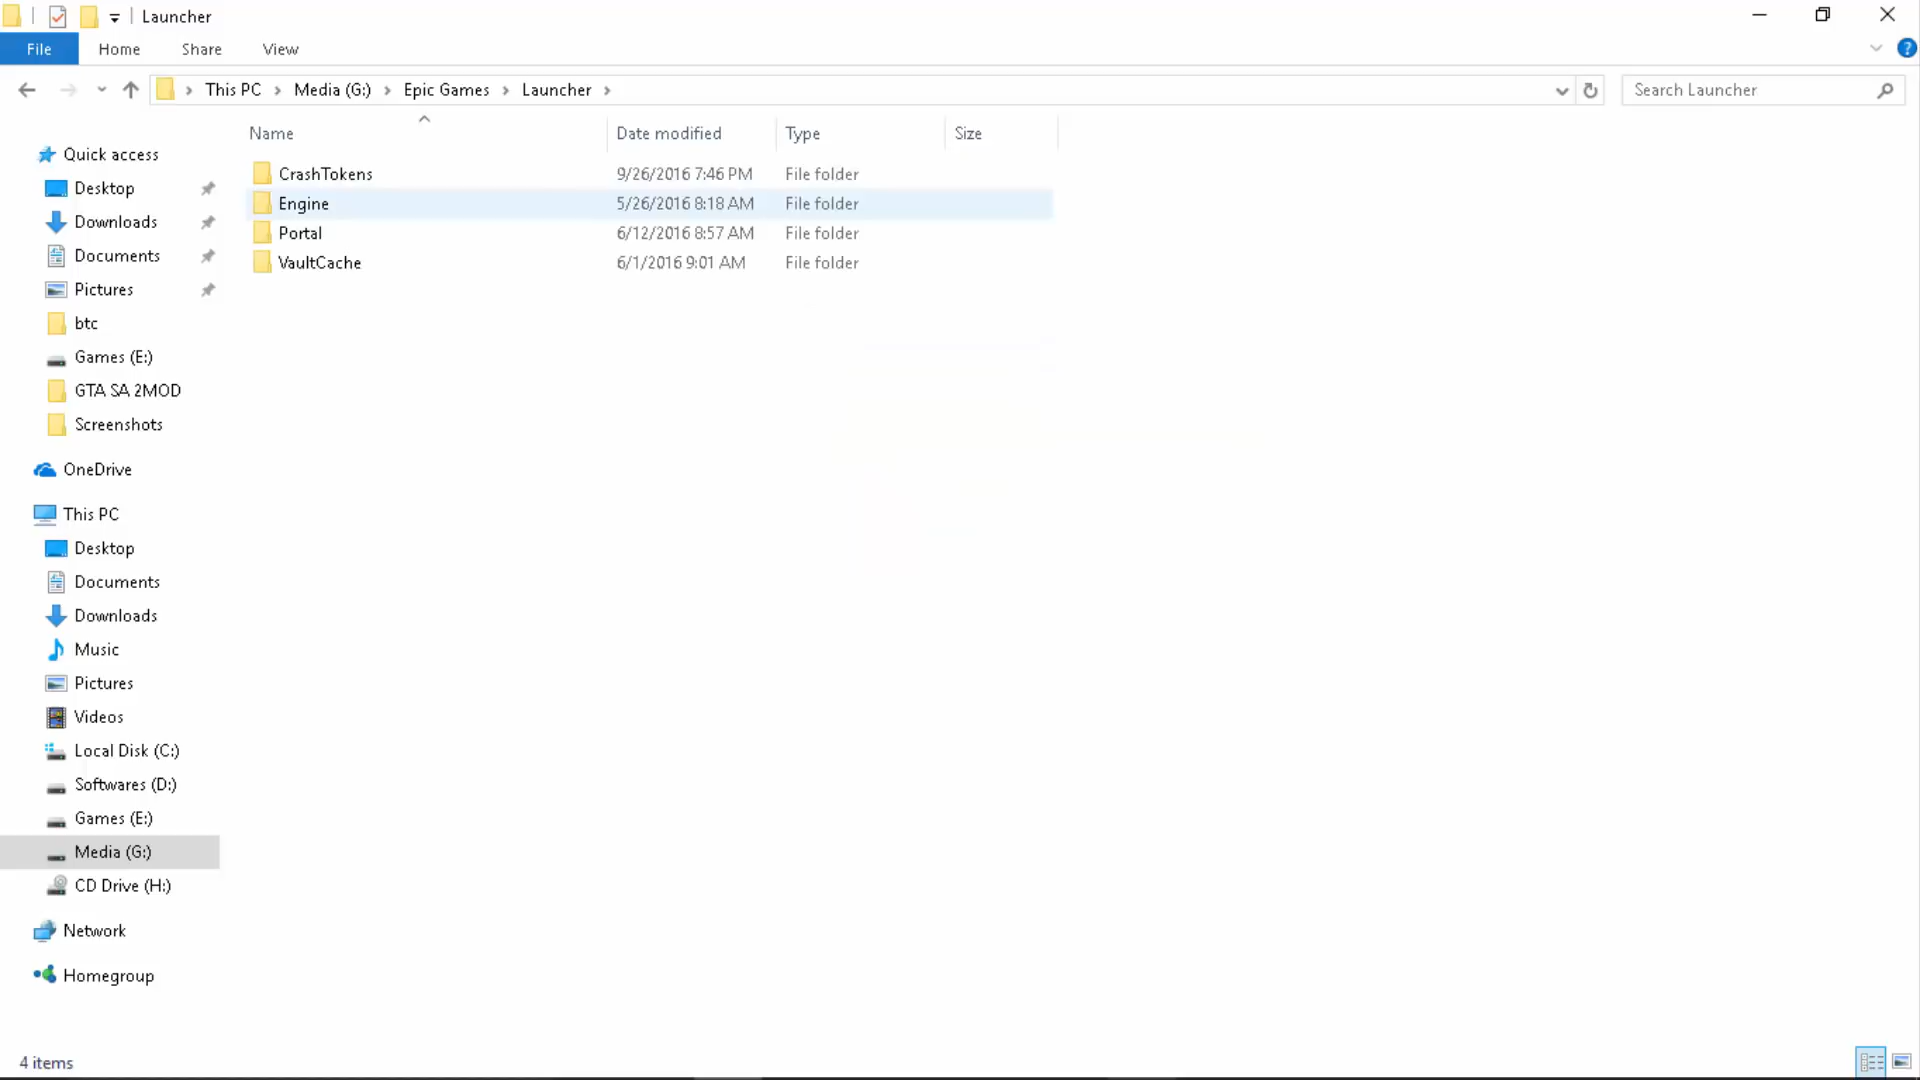 Launcher
File Home Share View
This PC Media (G:) Epic Games Launcher Search Launcher
Name Date modified Type Size
Quick access
Desktop
Downloads
Documents
Pictures
btc
Games (E:)
GTA SA 2MOD
Screenshots
OneDrive
This PC
Desktop
Documents
Downloads
Music
Pictures
Videos
Local Disk (C:)
Softwares (D:)
Games (E:)
Media (G:)
CD Drive (H:)
Network
Homegroup
CrashTokens 9/26/2016 7:46 PM File folder
Engine 5/26/2016 8:18 AM File folder
Portal 6/12/2016 8:57 AM File folder
VaultCache 6/1/2016 9:01 AM File folder
4 items